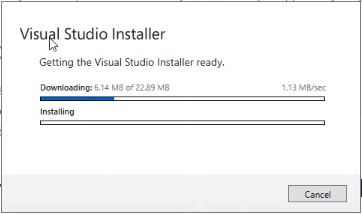 Visual Studio Installer
Getting the Visual Studio Installer ready.
Downloading: 6.14 MB of 22.89 MB 1.13 MB/sec
Installing
Cancel